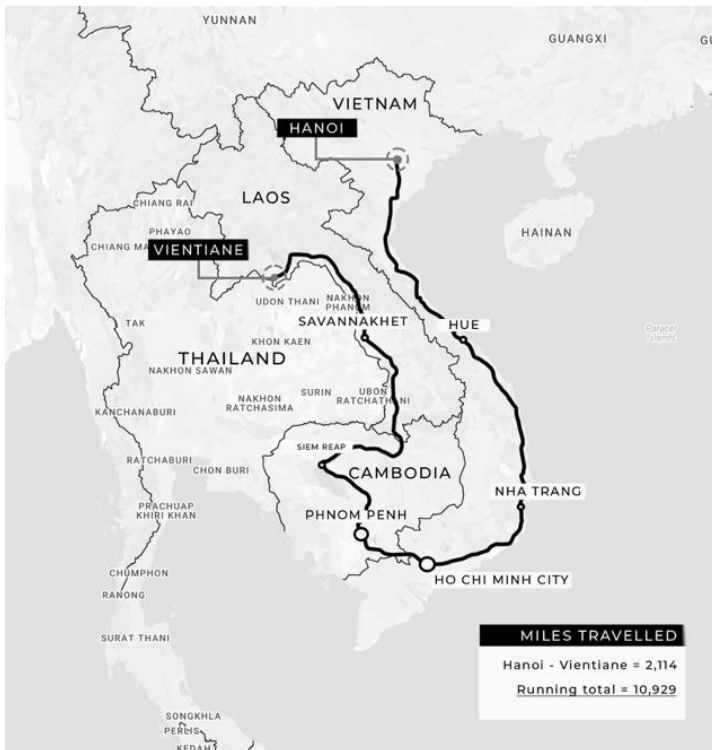 YUNNAN
GUANGXI
GU
VIETNAM
HANOI
LAOS
CHIANG RAI
HAINAN
PHAYAO
CHIANG MA
VIENTIANE
UDON THANI
NAKHON
PHANOM
SAVANNAKHET
HUE
TAK
Paracel
Islands
KHON KAEN
THAILAND
NAKHON SAWAN
SURIN
UBON
RATCHATHANI
NAKHON
RATCHASIMA
KANCHANABURI
SIEM REAP
RATCHABURI
CHON BURI
CAMBODIA
NHA TRANG
PRACHUAP
KHIRI KHAN
PHNOM PENH
CHUMPHON
HO CHI MINH CITY
RANONG
SURAT THANI
MILES TRAVELLED
Hanoi - Vientiane = 2,114
Running total = 10,929
SONGKHLA
PERLIS
KEDAH